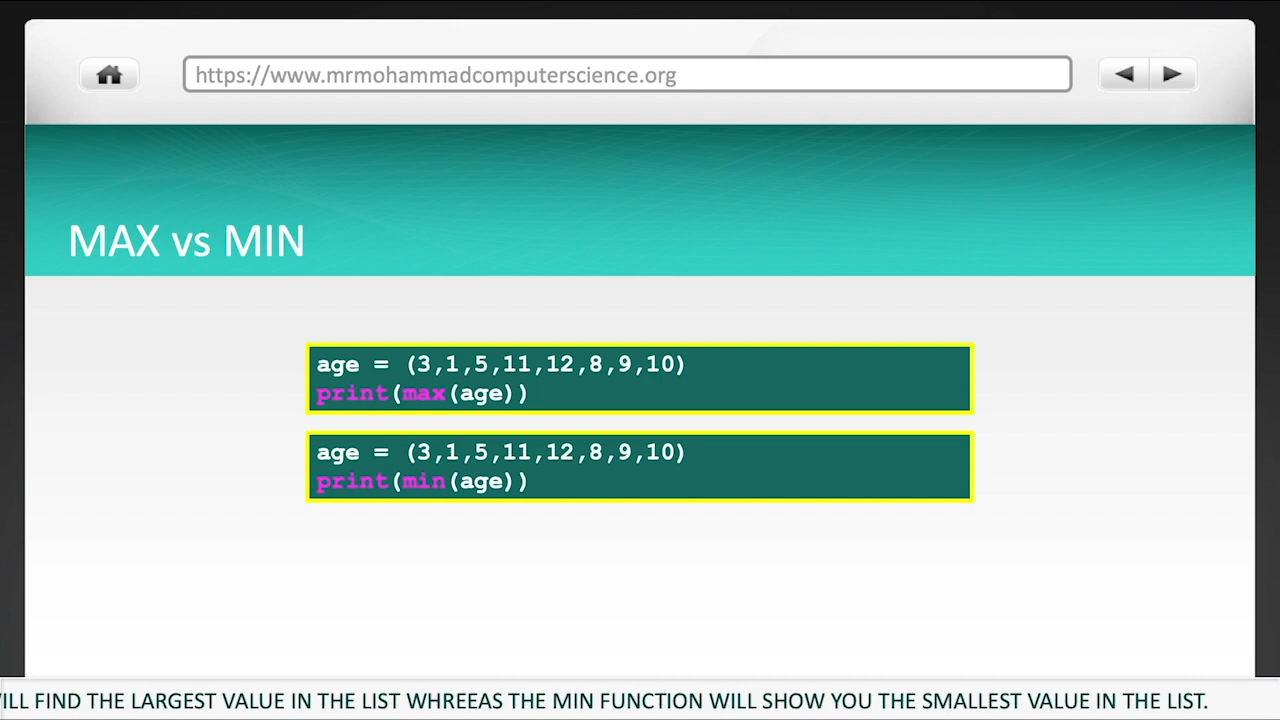 https://www.mrmohammadcomputerscience.org
MAX vs MIN
age = (3,1,5,11,12,8,9,10)
print(max(age))
age = (3,1,5,11,12,8,9,10)
print(min(age))
FIND THE LARGEST VALUE IN THE LIST WHREEAS THE MIN FUNCTION WILL SHOW YOU THE SMALLEST VALUE IN THE LIST.